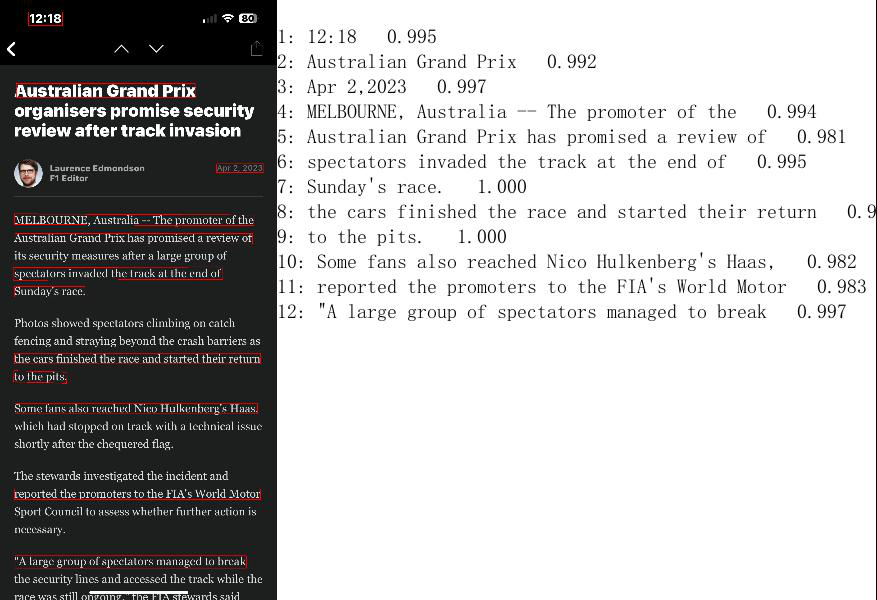 12:18
80
Australian Grand Prix
organisers promise security
review after track invasion
Laurence Edmondson
F1 Editor
Apr 2, 2023
MELBOURNE, Australia -- The promoter of the
Australian Grand Prix has promised a review of
its security measures after a large group of
spectators invaded the track at the end of
Sunday's race.
Photos showed spectators climbing on catch
fencing and straying beyond the crash barriers as
the cars finished the race and started their return
to the pits.
Some fans also reached Nico Hulkenberg's Haas,
which had stopped on track with a technical issue
shortly after the chequered flag.
The stewards investigated the incident and
reported the promoters to the FIA's World Motor
Sport Council to assess whether further action is
necessary.
"A large group of spectators managed to break
the security lines and accessed the track while the
race was still ongoing," the FIA stewards said
1: 12:18 0.995
2: Australian Grand Prix 0.992
3: Apr 2,2023 0.997
4: MELBOURNE, Australia -- The promoter of the 0.994
5: Australian Grand Prix has promised a review of 0.981
6: spectators invaded the track at the end of 0.995
7: Sunday's race. 1.000
8: the cars finished the race and started their return 0.9
9: to the pits. 1.000
10: Some fans also reached Nico Hulkenberg's Haas, 0.982
11: reported the promoters to the FIA's World Motor 0.983
12: "A large group of spectators managed to break 0.997